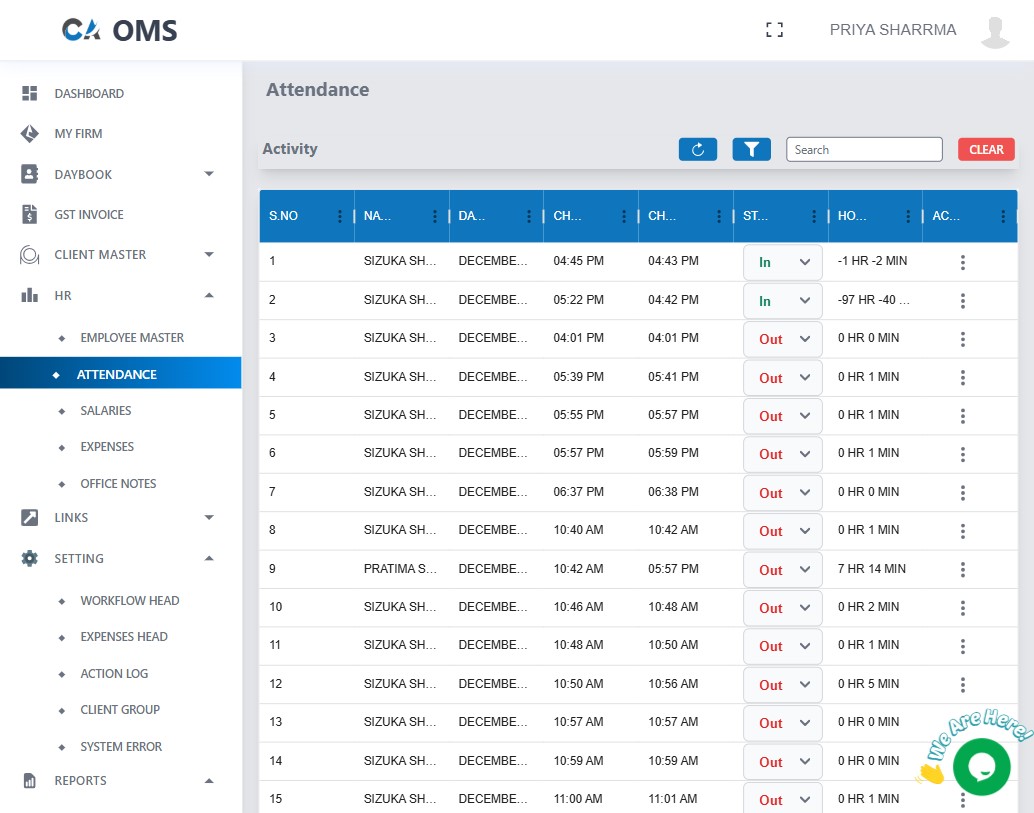 CA OMS
PRIYA SHARRMA
DASHBOARD
MY FIRM
DAYBOOK
GST INVOICE
CLIENT MASTER
HR
EMPLOYEE MASTER
ATTENDANCE
SALARIES
EXPENSES
OFFICE NOTES
LINKS
SETTING
WORKFLOW HEAD
EXPENSES HEAD
ACTION LOG
CLIENT GROUP
SYSTEM ERROR
REPORTS
Attendance
Activity
Search
CLEAR
S.NO NA... DA... CH... CH... ST... HO... AC...
1 SIZUKA SH... DECEMBE... 04:45 PM 04:43 PM In -1 HR -2 MIN
2 SIZUKA SH... DECEMBE... 05:22 PM 04:42 PM In -97 HR -40 ...
3 SIZUKA SH... DECEMBE... 04:01 PM 04:01 PM Out 0 HR 0 MIN
4 SIZUKA SH... DECEMBE... 05:39 PM 05:41 PM Out 0 HR 1 MIN
5 SIZUKA SH... DECEMBE... 05:55 PM 05:57 PM Out 0 HR 1 MIN
6 SIZUKA SH... DECEMBE... 05:57 PM 05:59 PM Out 0 HR 1 MIN
7 SIZUKA SH... DECEMBE... 06:37 PM 06:38 PM Out 0 HR 0 MIN
8 SIZUKA SH... DECEMBE... 10:40 AM 10:42 AM Out 0 HR 1 MIN
9 PRATIMA S... DECEMBE... 10:42 AM 05:57 PM Out 7 HR 14 MIN
10 SIZUKA SH... DECEMBE... 10:46 AM 10:48 AM Out 0 HR 2 MIN
11 SIZUKA SH... DECEMBE... 10:48 AM 10:50 AM Out 0 HR 1 MIN
12 SIZUKA SH... DECEMBE... 10:50 AM 10:56 AM Out 0 HR 5 MIN
13 SIZUKA SH... DECEMBE... 10:57 AM 10:57 AM Out 0 HR 0 MIN
14 SIZUKA SH... DECEMBE... 10:59 AM 10:59 AM Out 0 HR 0 MIN
15 SIZUKA SH... DECEMBE... 11:00 AM 11:01 AM Out 0 HR 1 MIN
We Are Here!